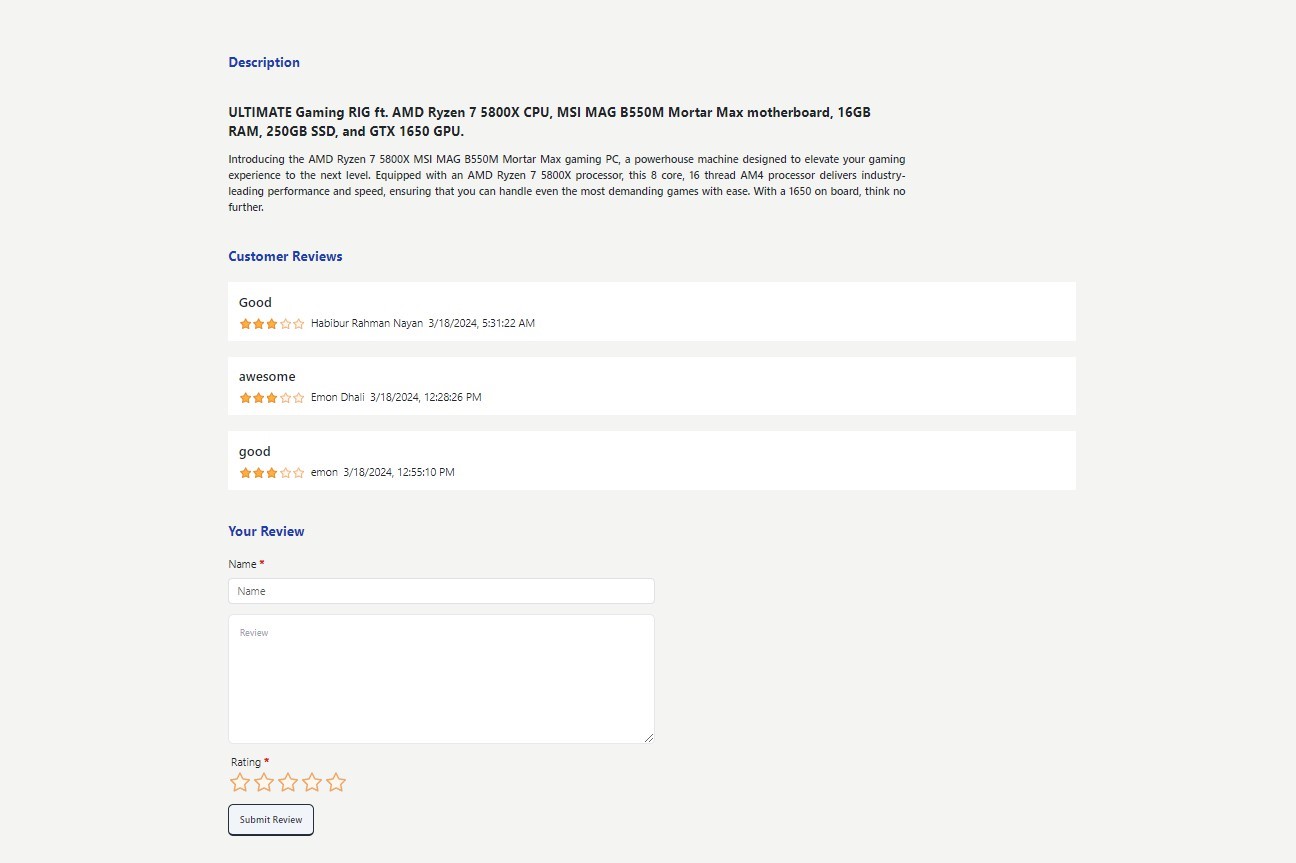 Description
ULTIMATE Gaming RIG ft. AMD Ryzen 7 5800X CPU, MSI MAG B550M Mortar Max motherboard, 16GB
RAM, 250GB SSD, and GTX 1650 GPU.
Introducing the AMD Ryzen 7 5800X MSI MAG B550M Mortar Max gaming PC, a powerhouse machine designed to elevate your gaming
experience to the next level. Equipped with an AMD Ryzen 7 5800X processor, this 8 core, 16 thread AM4 processor delivers industry-
leading performance and speed, ensuring that you can handle even the most demanding games with ease. With a 1650 on board, think no
further.
Customer Reviews
Good
Habibur Rahman Nayan 3/18/2024, 5:31:22 AM
awesome
Emon Dhali 3/18/2024, 12:28:26 PM
good
emon 3/18/2024, 12:55:10 PM
Your Review
Name *
Name
Review
Rating *
Submit Review